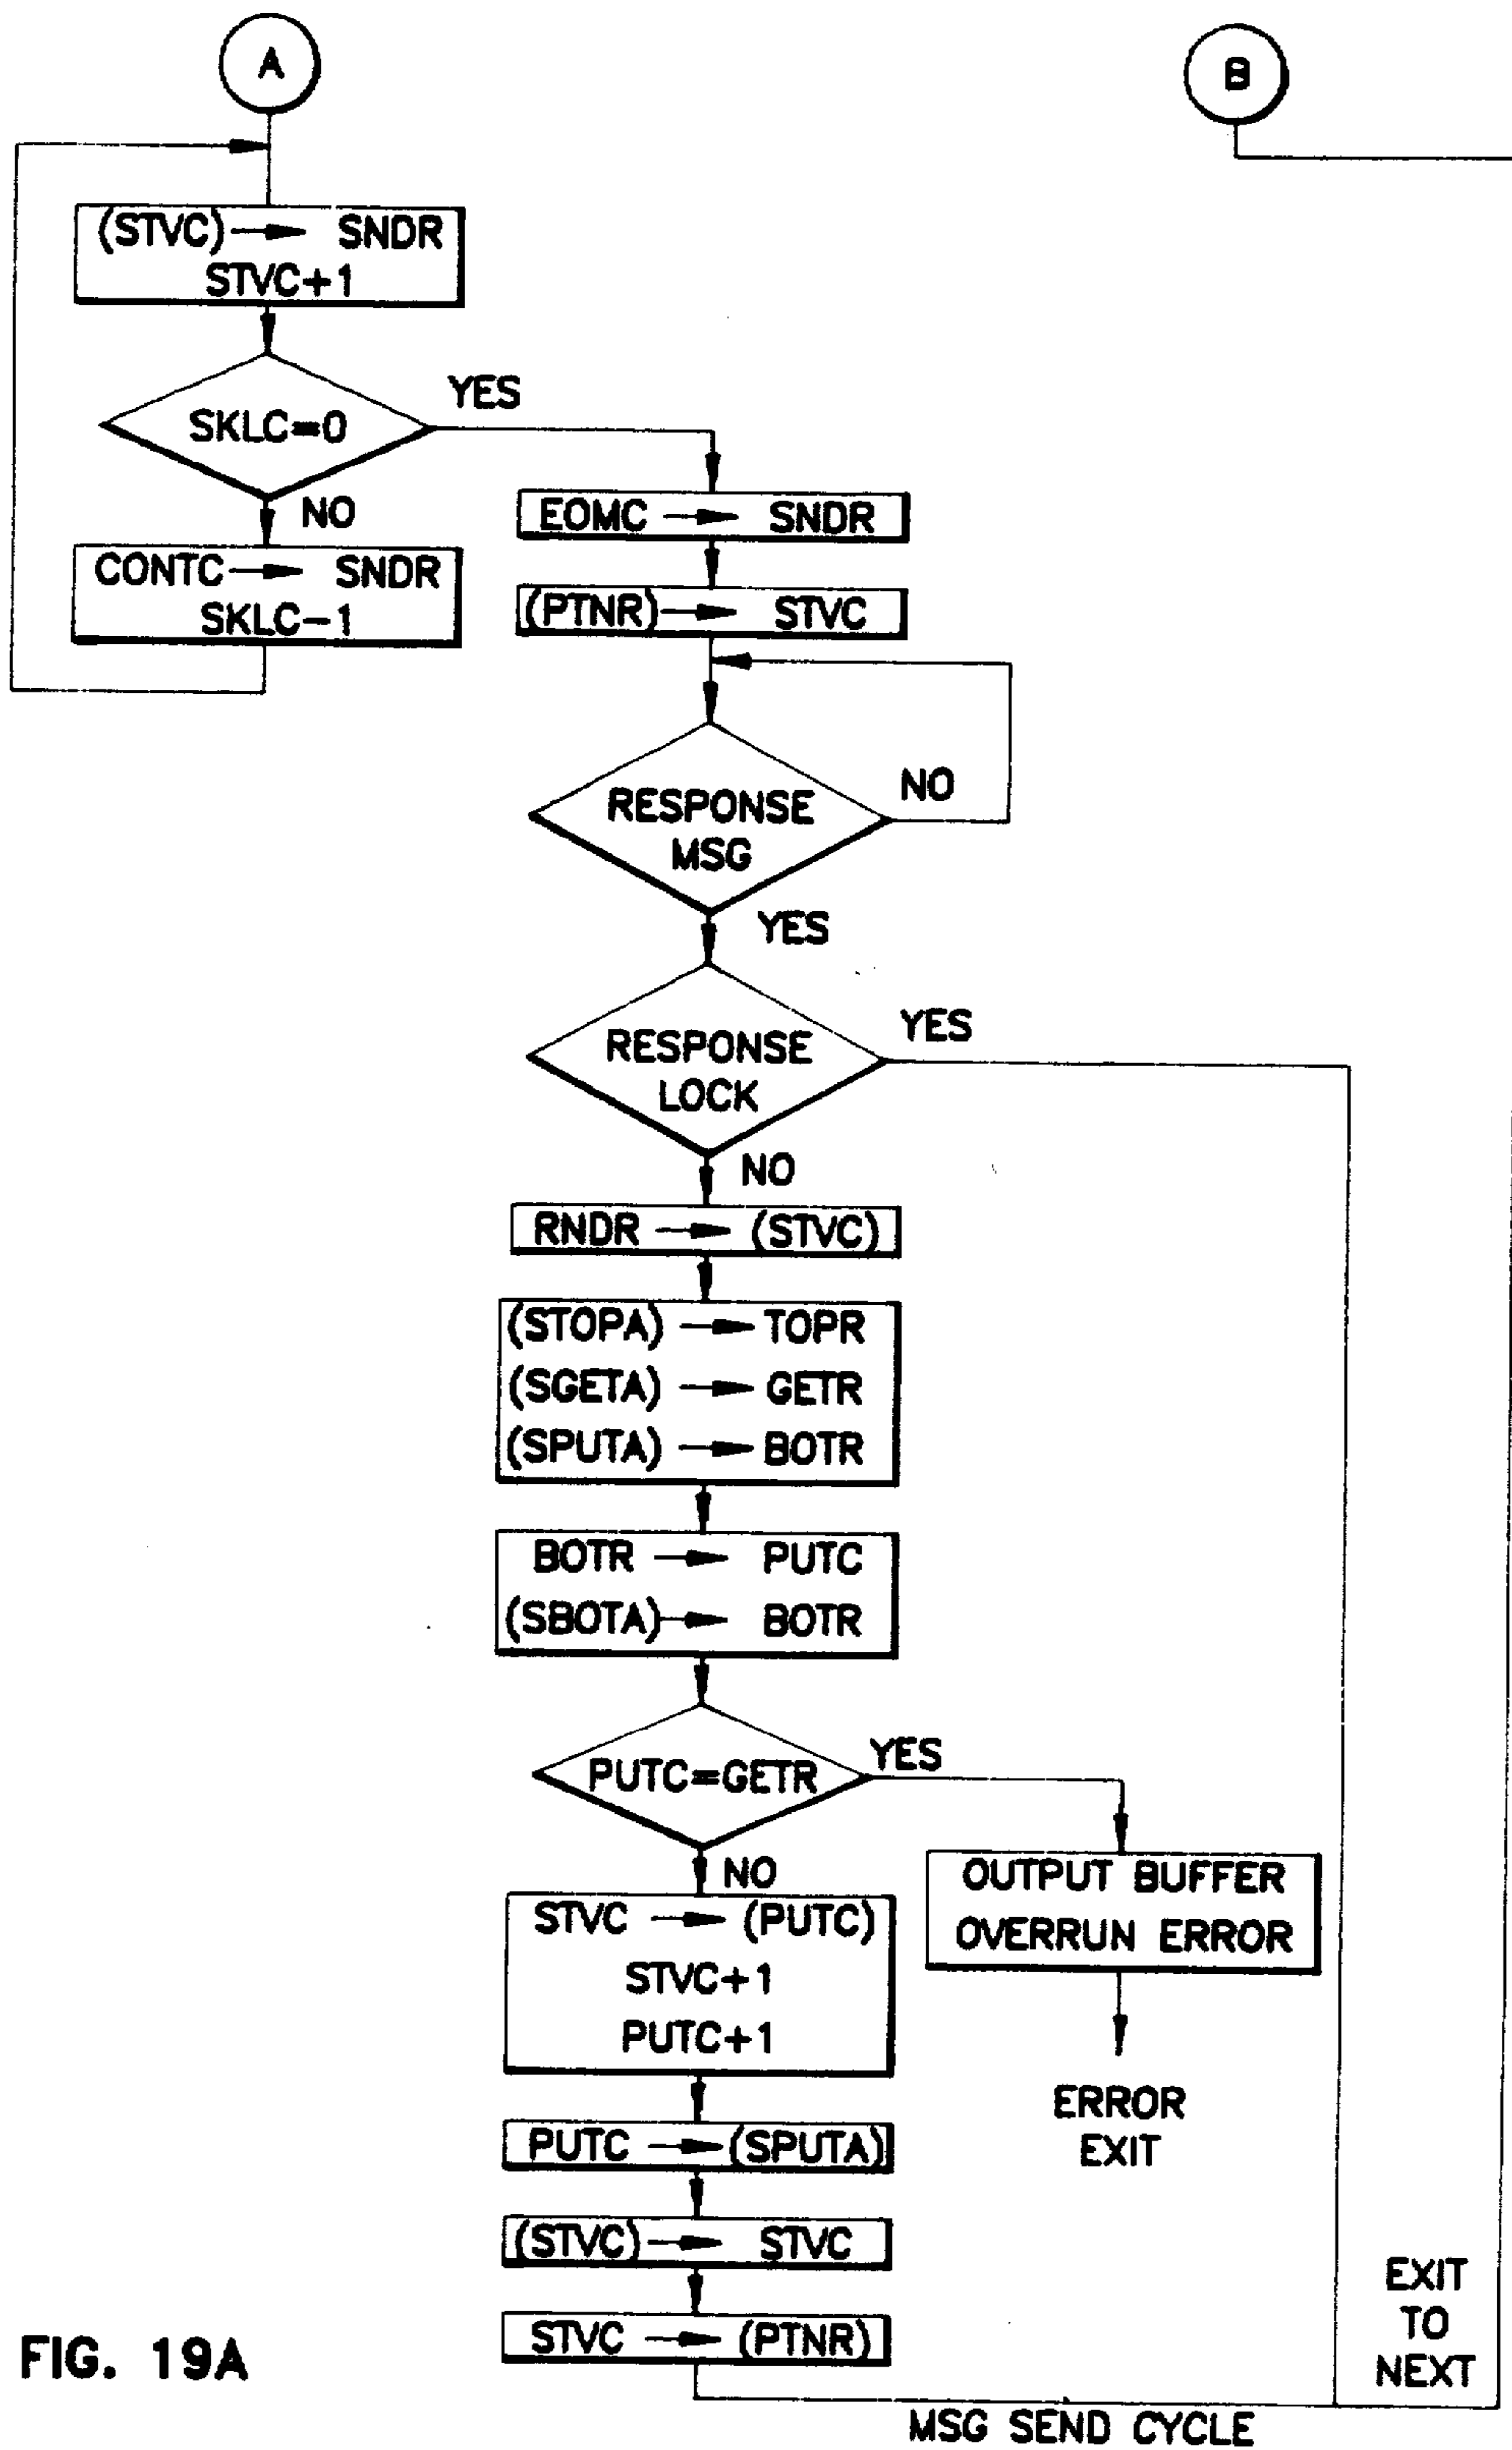 A
B
(STVC) → SNDR
STVC+1
SKLC=0
YES
NO
CONTC → SNDR
SKLC-1
EOMC → SNDR
(PTNR) → STVC
RESPONSE
MSG
NO
YES
RESPONSE
LOCK
YES
NO
RNDR → (STVC)
(STOPA) → TOPR
(SGETA) → GETR
(SPUTA) → BOTR
BOTR → PUTC
(SBOTA) → BOTR
PUTC=GETR
YES
NO
OUTPUT BUFFER
OVERRUN ERROR
ERROR
EXIT
STVC → (PUTC)
STVC+1
PUTC+1
PUTC → (SPUTA)
(STVC) → STVC
STVC → (PTNR)
EXIT
TO
NEXT
MSG SEND CYCLE
FIG. 19A